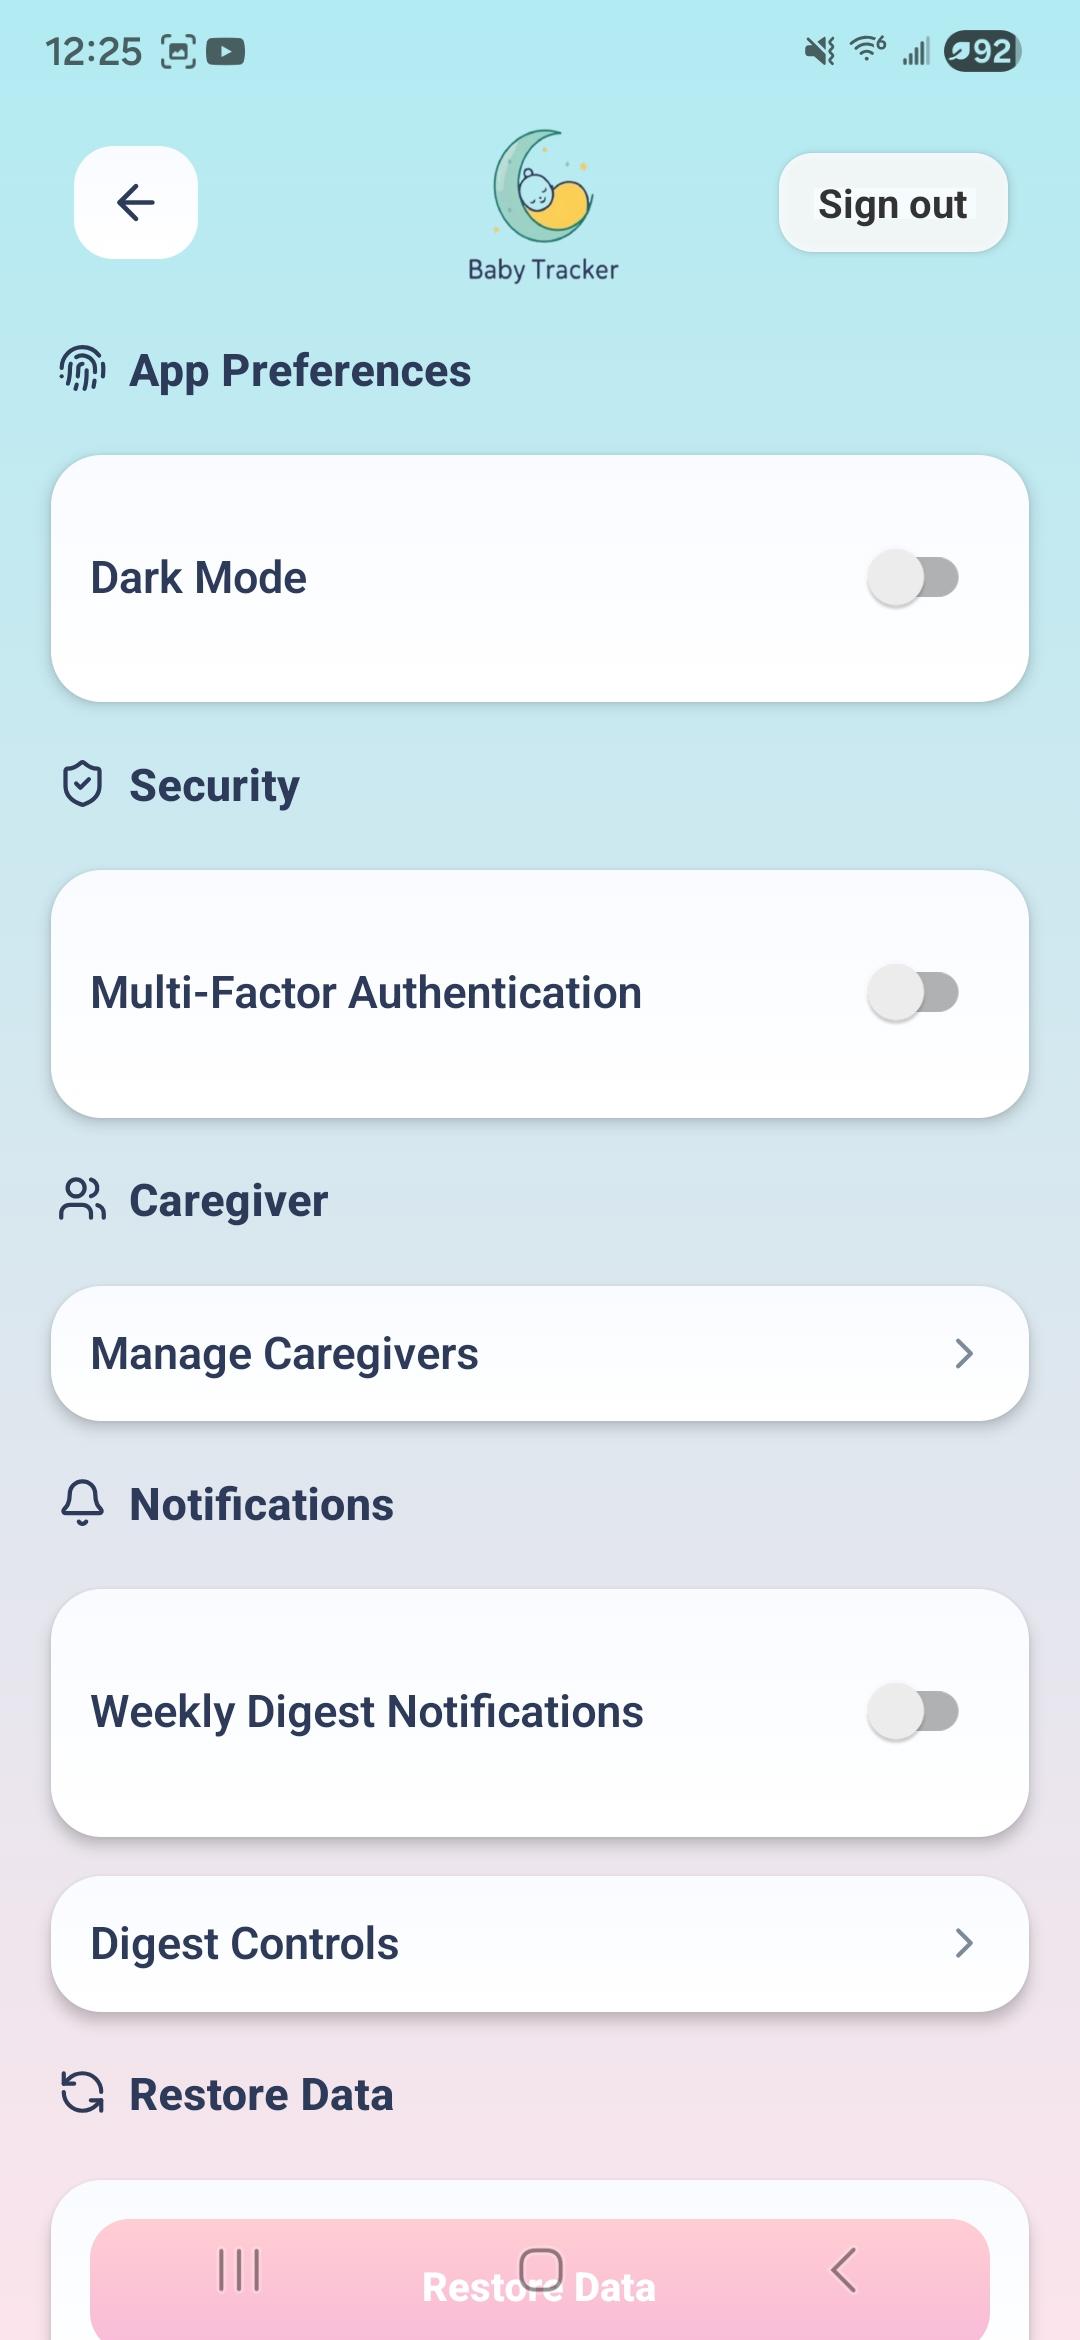 12:25
6
92
Baby Tracker
Sign out
App Preferences
Dark Mode
Security
Multi-Factor Authentication
Caregiver
Manage Caregivers
Notifications
Weekly Digest Notifications
Digest Controls
Restore Data
Restore Data